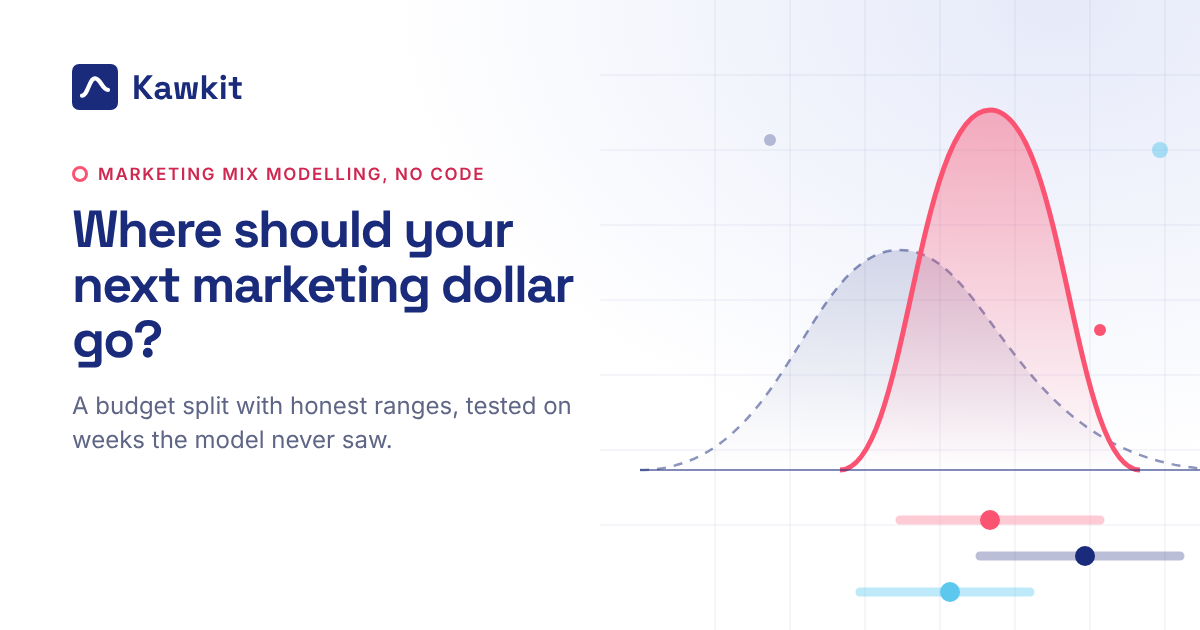 Kawkit
MARKETING MIX MODELLING, NO CODE
Where should your
next marketing dollar
go?
A budget split with honest ranges, tested on
weeks the model never saw.